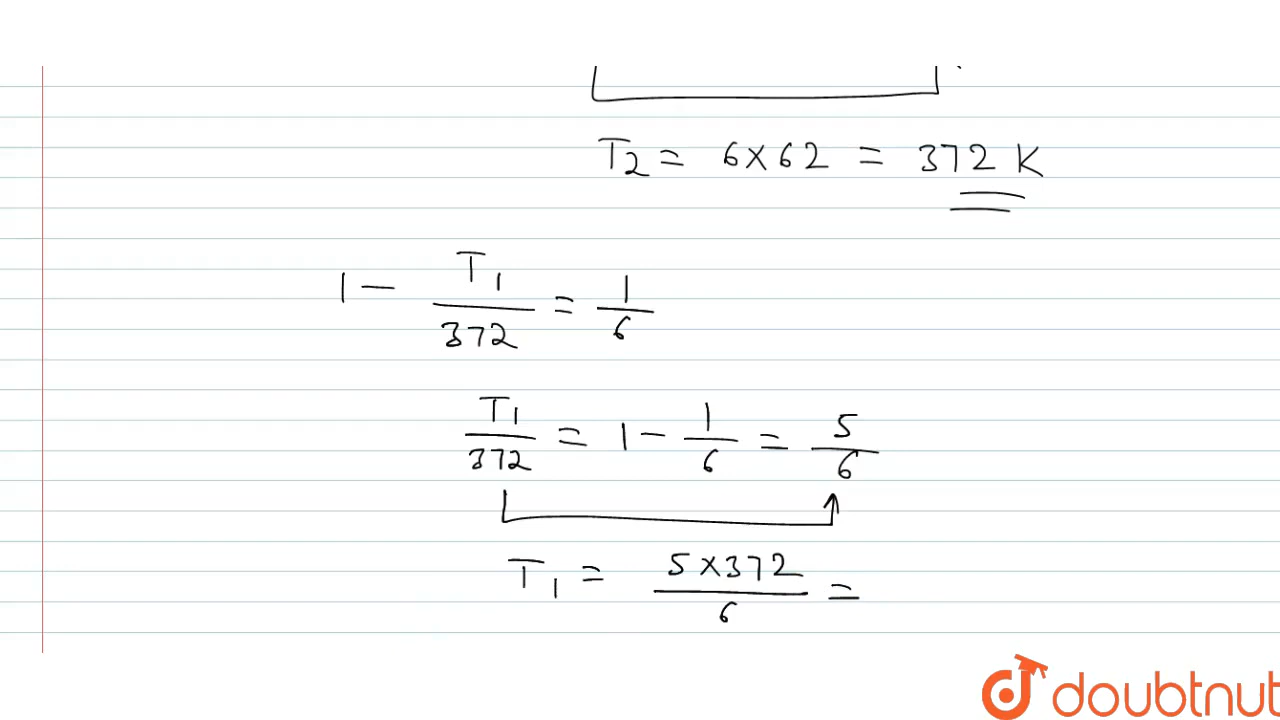 T2 = 6×62 = 372 K
1 - T1/372 = 1/6
T1/372 = 1 - 1/6 = 5/6
T1 = 5×372/6 =
doubtnut